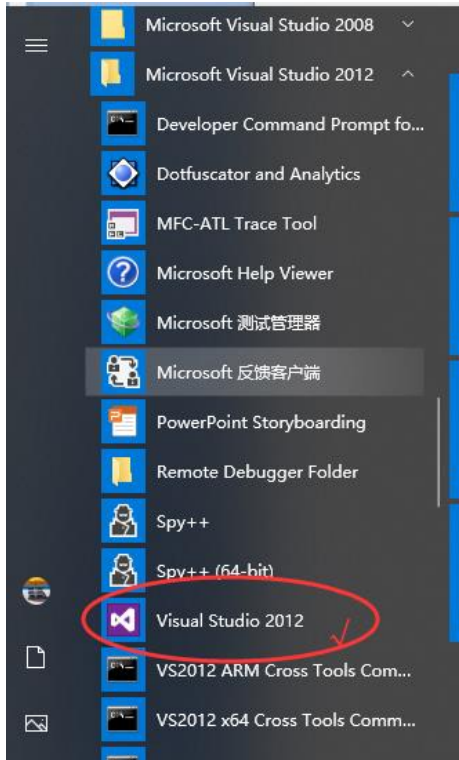 Microsoft Visual Studio 2008
Microsoft Visual Studio 2012
Developer Command Prompt fo...
Dotfuscator and Analytics
MFC-ATL Trace Tool
Microsoft Help Viewer
Microsoft 测试管理器
Microsoft 反馈客户端
PowerPoint Storyboarding
Remote Debugger Folder
Spy++
Spy++ (64-bit)
Visual Studio 2012
VS2012 ARM Cross Tools Com...
VS2012 x64 Cross Tools Comm...